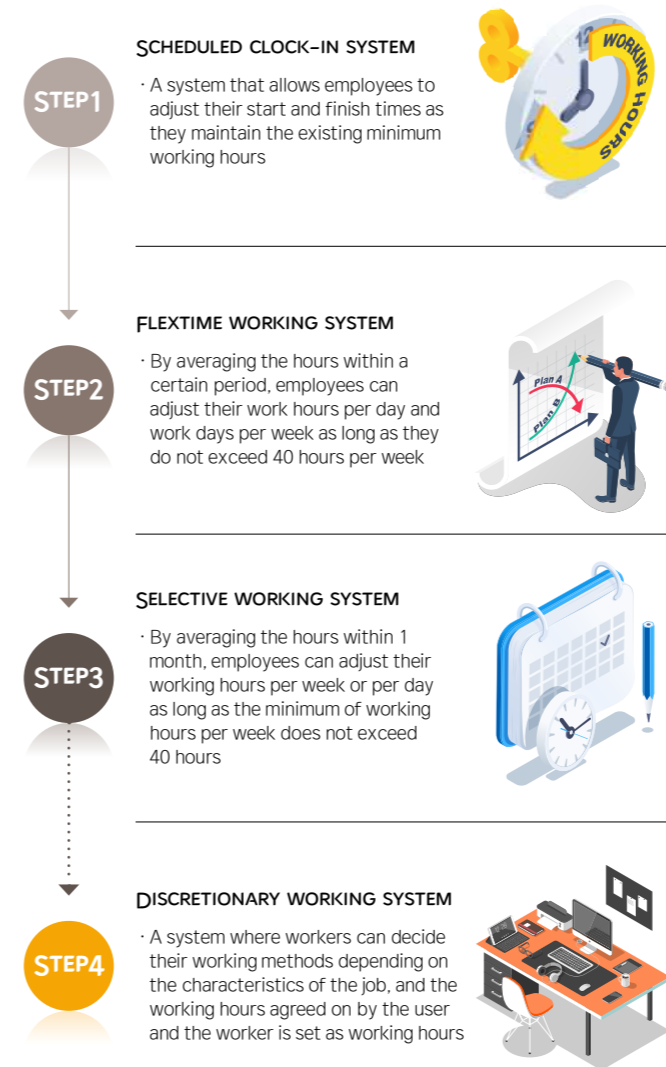 SCHEDULED CLOCK-IN SYSTEM
STEP1
· A system that allows employees to
adjust their start and finish times as
they maintain the existing minimum
working hours
WORKING HOURS
12
FLEXTIME WORKING SYSTEM
STEP2
· By averaging the hours within a
certain period, employees can
adjust their work hours per day and
work days per week as long as they
do not exceed 40 hours per week
Plan A
Plan B
SELECTIVE WORKING SYSTEM
STEP3
· By averaging the hours within 1
month, employees can adjust their
working hours per week or per day
as long as the minimum of working
hours per week does not exceed
40 hours
DISCRETIONARY WORKING SYSTEM
STEP4
· A system where workers can decide
their working methods depending on
the characteristics of the job, and the
working hours agreed on by the user
and the worker is set as working hours